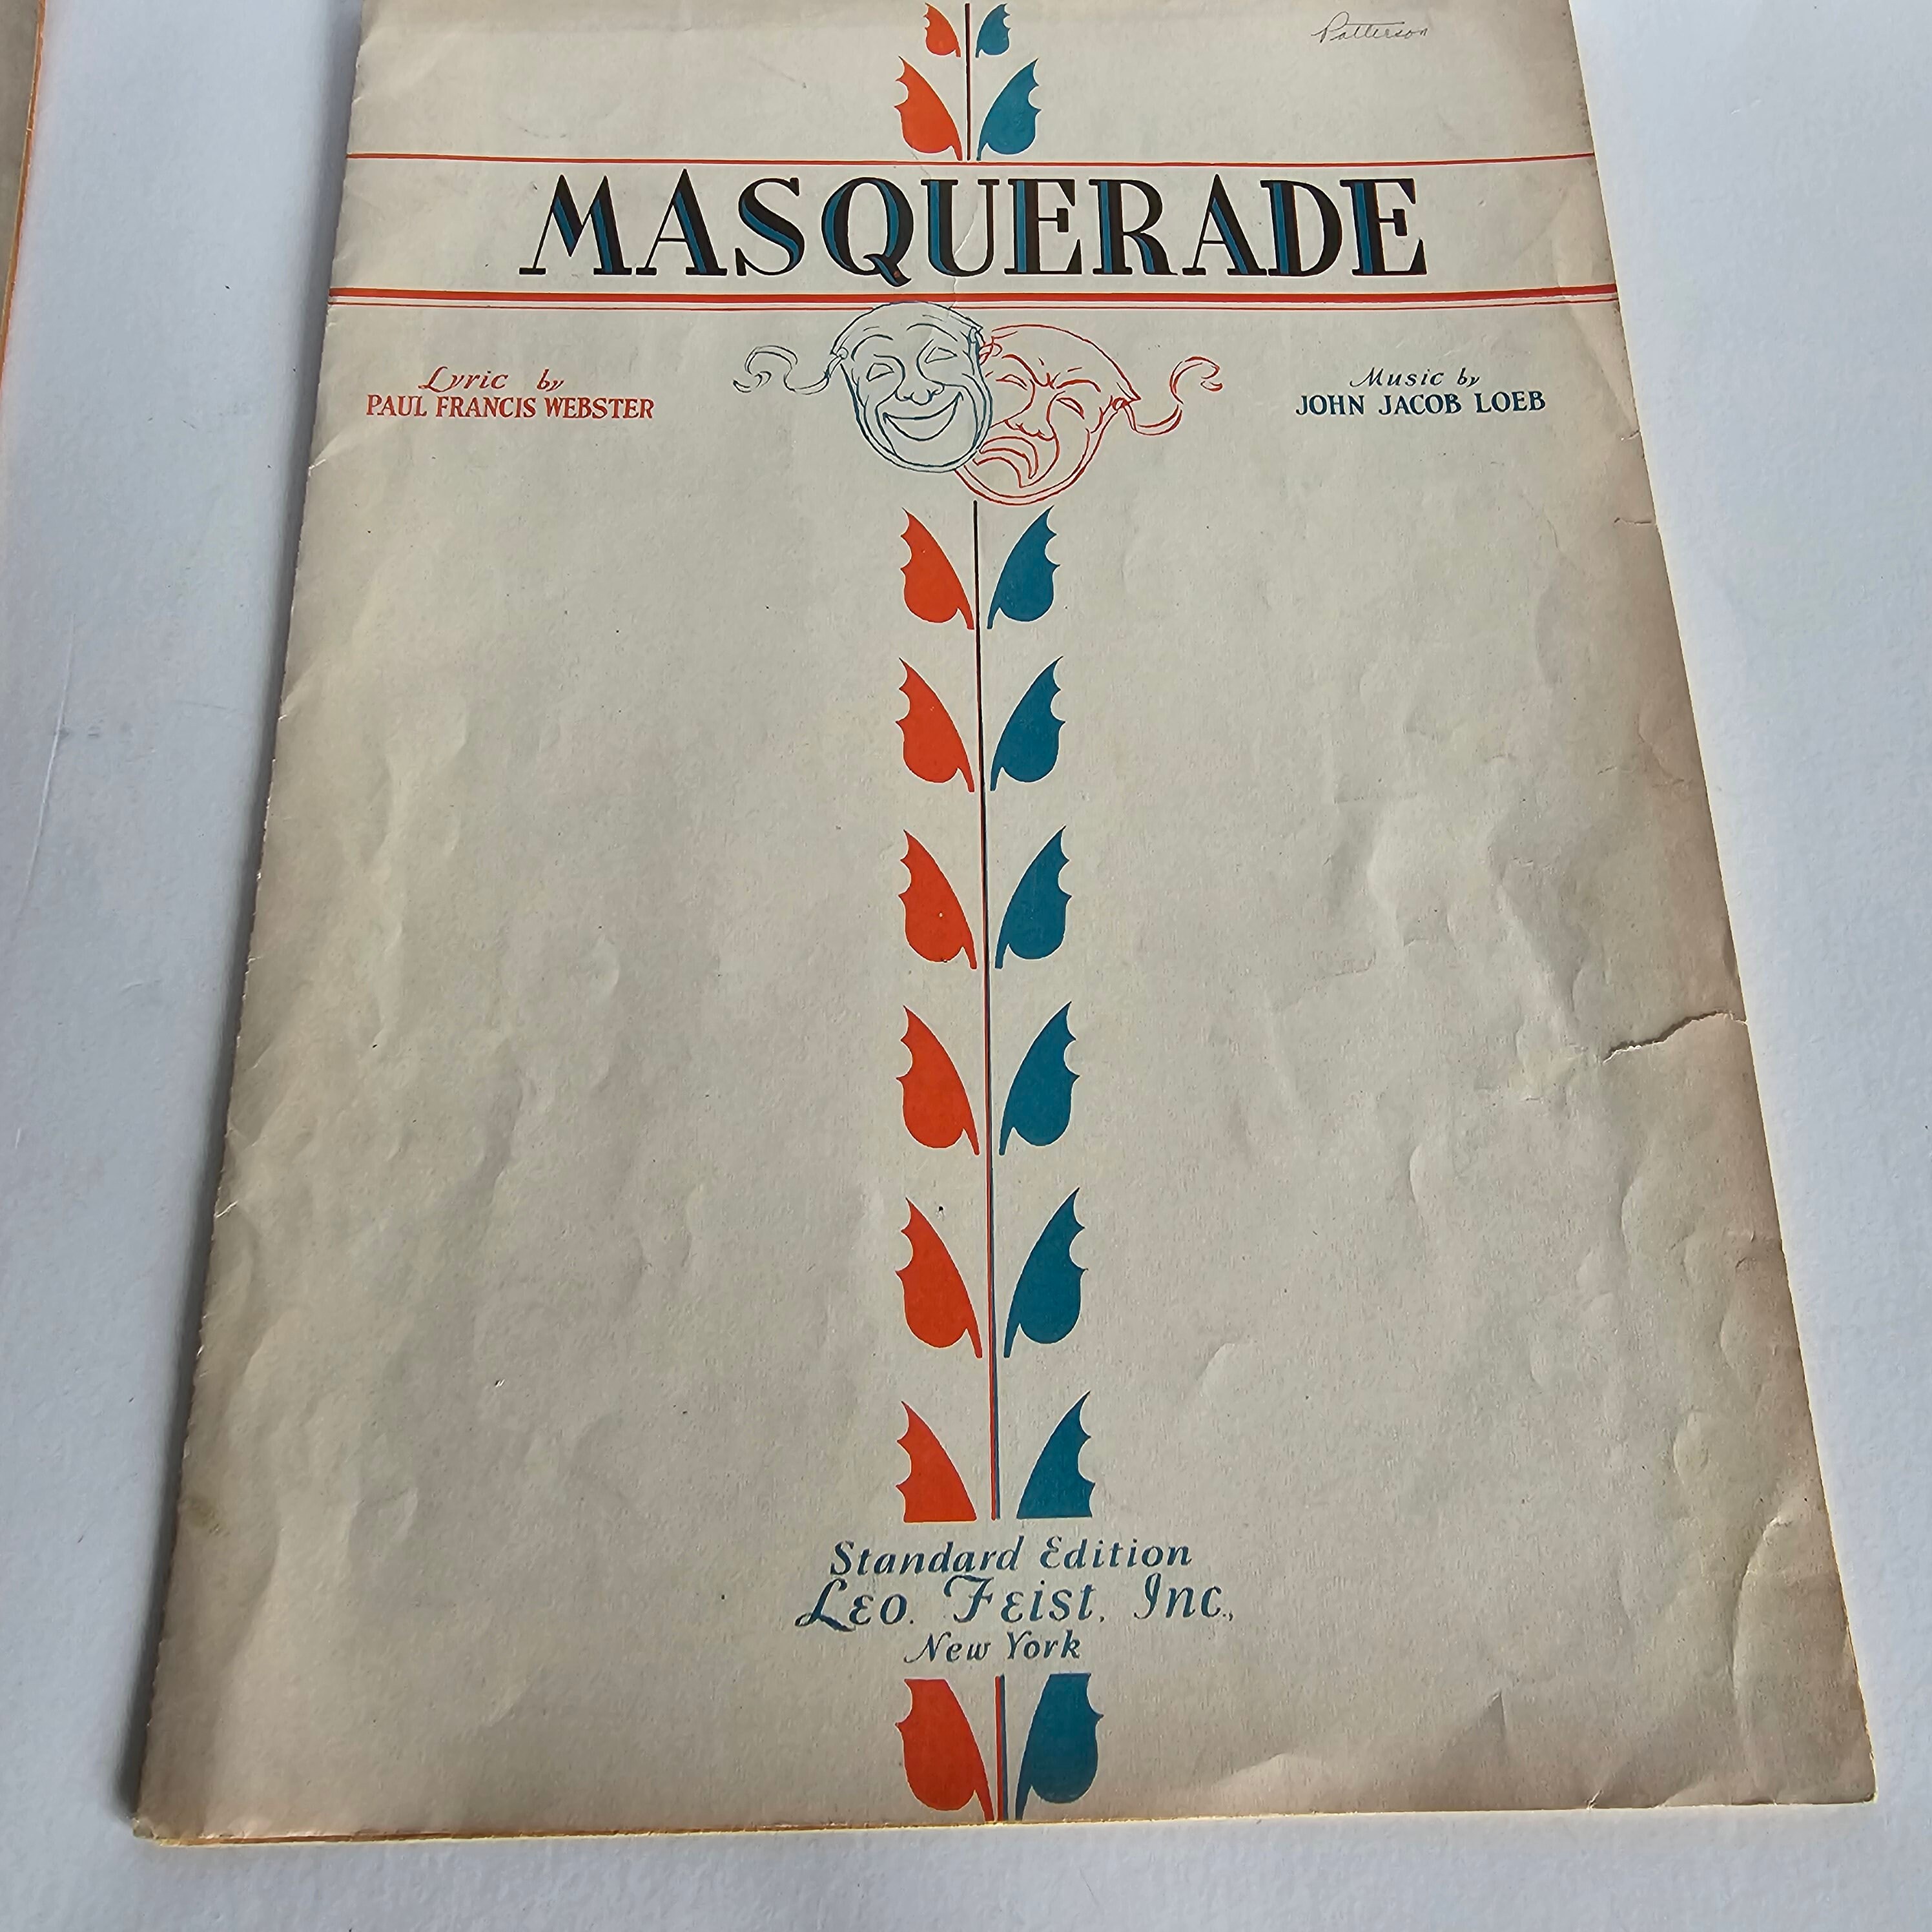 Patterson
MASQUERADE
Lyric by
PAUL FRANCIS WEBSTER
Music by
JOHN JACOB LOEB
Standard Edition
Leo. Feist, Inc.,
New York